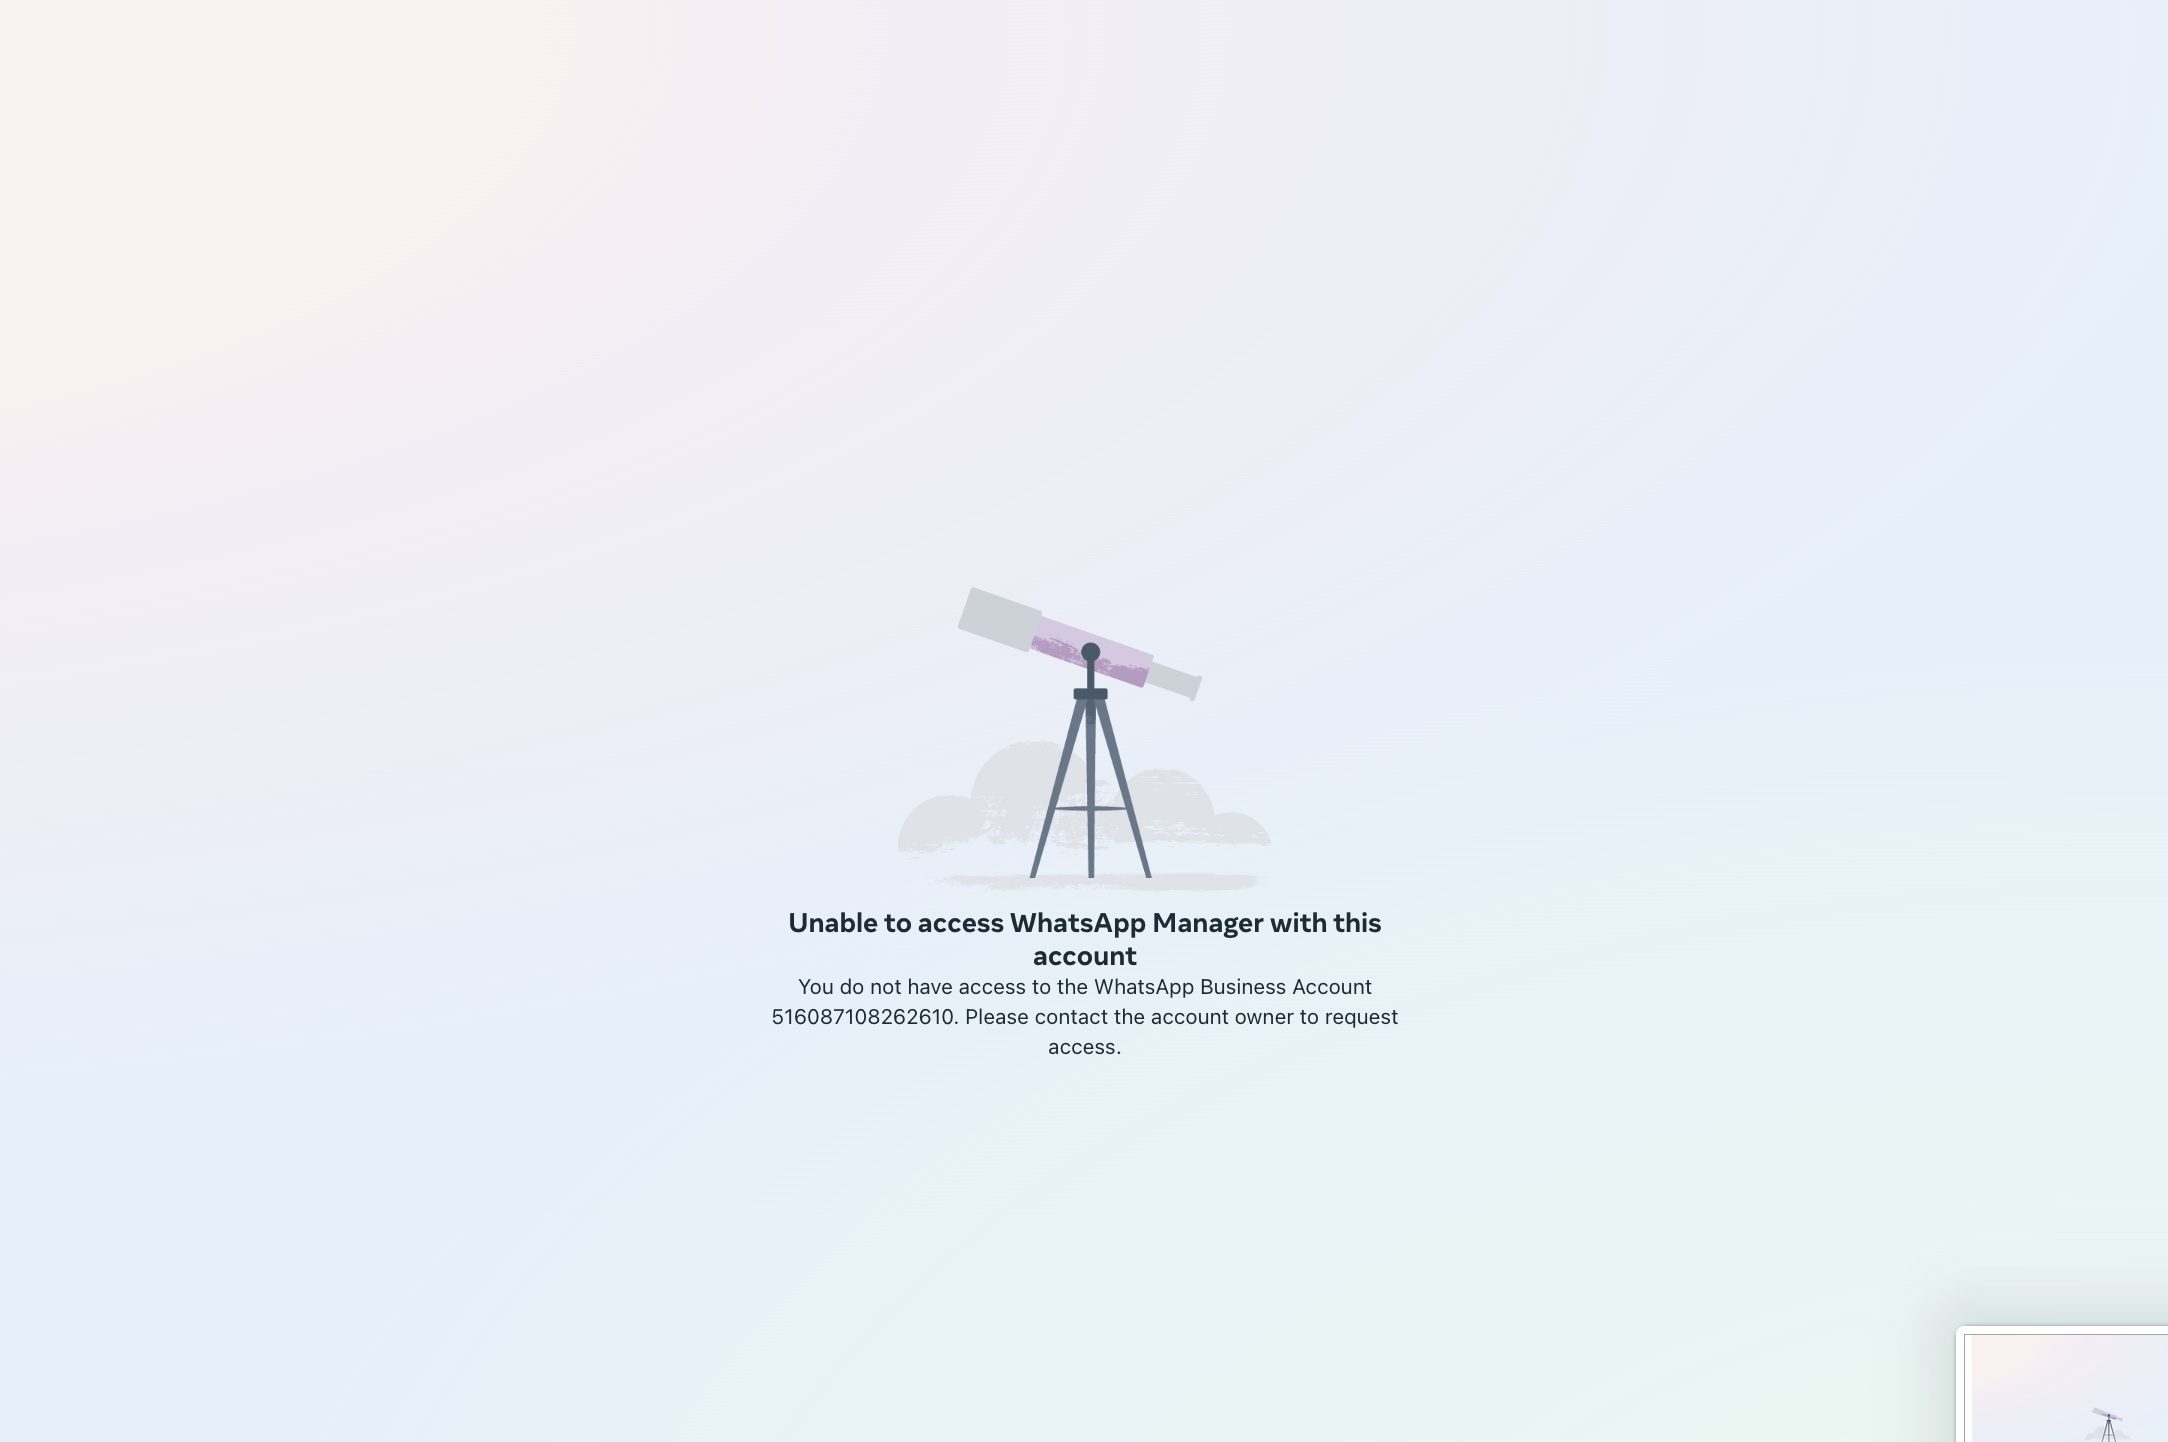 Unable to access WhatsApp Manager with this
account
You do not have access to the WhatsApp Business Account
516087108262610. Please contact the account owner to request
access.